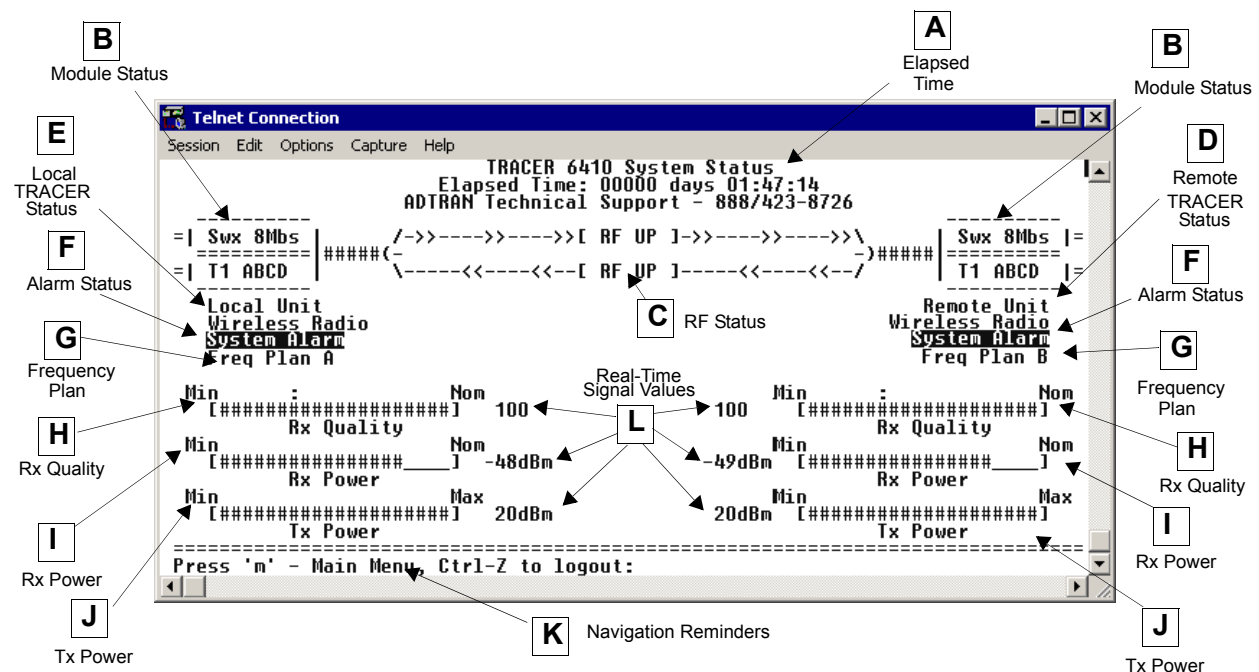 A
Elapsed
Time
B
Module Status
B
Module Status
E
Local
TRACER
Status
D
Remote
TRACER
Status
F
Alarm Status
F
Alarm Status
G
Frequency
Plan
G
Frequency
Plan
H
Rx Quality
H
Rx Quality
I
Rx Power
I
Rx Power
J
Tx Power
J
Tx Power
Telnet Connection
Session Edit Options Capture Help
TRACER 6410 System Status
Elapsed Time: 00000 days 01:47:14
ADTRAN Technical Support - 888/423-8726
=| Swx 8Mbs | /->>---->>---->>[ RF UP ]->>---->>---->>\ | Swx 8Mbs |=
| ========== |#####(- -)#####| ========== |
=| T1 ABCD | \-----<<----<<--[ RF UP ]-----<<----<<--/ | T1 ABCD |=
C
RF Status
Local Unit Remote Unit
Wireless Radio Wireless Radio
System Alarm System Alarm
Freq Plan A Freq Plan B
Real-Time
Signal Values
L
Min : Nom Min : Nom
[####################] 100 100 [####################]
Rx Quality Rx Quality
Min Nom Min Nom
[################____] -48dBm -49dBm [################____]
Rx Power Rx Power
Min Max Min Max
[####################] 20dBm 20dBm [####################]
Tx Power Tx Power
Press 'm' - Main Menu, Ctrl-Z to logout:
K
Navigation Reminders